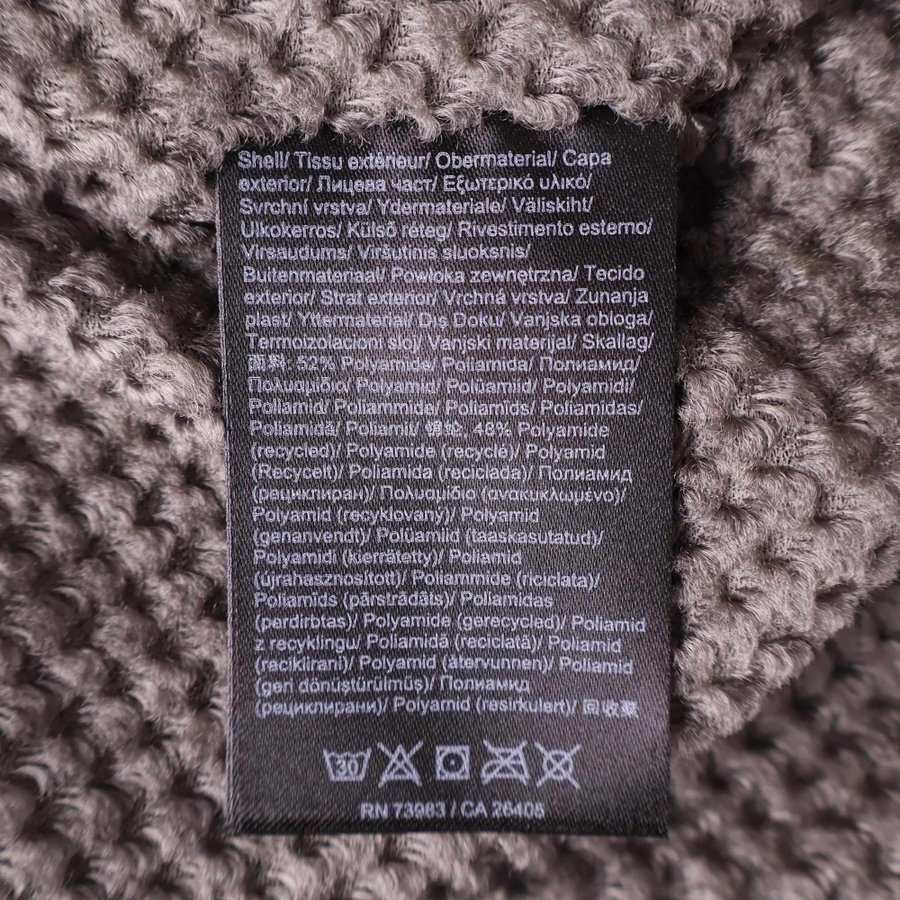 Shell/ Tissu extérieur/ Obermaterial/ Capa
exterior/ Лицева част/ Εξωτερικό υλικό/
Svrchní vrstva/ Ydermateriale/ Väliskiht/
Ulkokerros/ Külső réteg/ Rivestimento esterno/
Virsaudums/ Viršutinis sluoksnis/
Buitenmateriaal/ Powłoka zewnętrzna/ Tecido
exterior/ Strat exterior/ Vrchná vrstva/ Zunanja
plast/ Yttermaterial/ Dış Doku/ Vanjska obloga/
Termoizolacioni sloj/ Vanjski materijal/ Skallag/
面料: 52% Polyamide/ Poliamida/ Полиамид/
Πολυαμίδιο/ Polyamid/ Polüamiid/ Polyamidi/
Poliamid/ Poliammide/ Poliamīds/ Poliamidas/
Poliamidă/ Poliamit/ 锦纶, 48% Polyamide
(recycled)/ Polyamide (recyclé)/ Polyamid
(Recycelt)/ Poliamida (reciclada)/ Полиамид
(рециклиран)/ Πολυαμίδιο (ανακυκλωμένο)/
Polyamid (recyklovaný)/ Polyamid
(genanvendt)/ Polüamiid (taaskasutatud)/
Polyamidi (kierrätetty)/ Poliamid
(újrahasznosított)/ Poliammide (riciclata)/
Poliamīds (pārstrādāts)/ Poliamidas
(perdirbtas)/ Polyamide (gerecycled)/ Poliamid
z recyklingu/ Poliamidă (reciclată)/ Poliamid
(reciklirani)/ Polyamid (återvunnen)/ Poliamid
(geri dönüştürülmüş)/ Полиамид
(рециклирани)/ Polyamid (resirkulert)/ 回收聚
30
RN 73983 / CA 26405